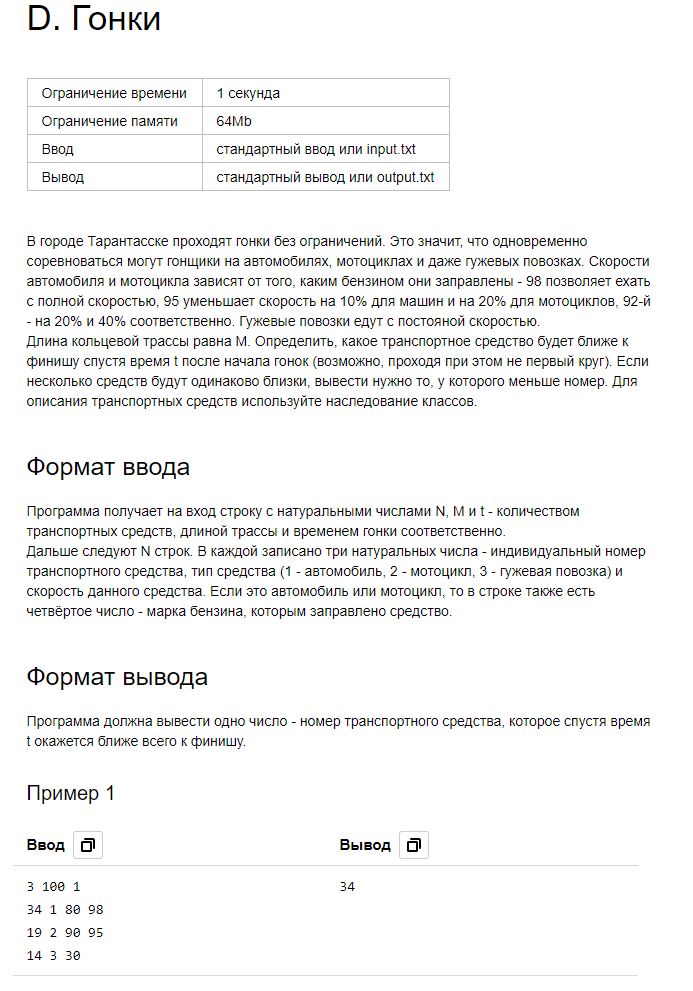 D. Гонки
Ограничение времени 1 секунда
Ограничение памяти 64Mb
Ввод стандартный ввод или input.txt
Вывод стандартный вывод или output.txt
В городе Тарантасске проходят гонки без ограничений. Это значит, что одновременно
соревноваться могут гонщики на автомобилях, мотоциклах и даже гужевых повозках. Скорости
автомобиля и мотоцикла зависят от того, каким бензином они заправлены - 98 позволяет ехать
с полной скоростью, 95 уменьшает скорость на 10% для машин и на 20% для мотоциклов, 92-й
- на 20% и 40% соответственно. Гужевые повозки едут с постояной скоростью.
Длина кольцевой трассы равна M. Определить, какое транспортное средство будет ближе к
финишу спустя время t после начала гонок (возможно, проходя при этом не первый круг). Если
несколько средств будут одинаково близки, вывести нужно то, у которого меньше номер. Для
описания транспортных средств используйте наследование классов.
Формат ввода
Программа получает на вход строку с натуральными числами N, M и t - количеством
транспортных средств, длиной трассы и временем гонки соответственно.
Дальше следуют N строк. В каждой записано три натуральных числа - индивидуальный номер
транспортного средства, тип средства (1 - автомобиль, 2 - мотоцикл, 3 - гужевая повозка) и
скорость данного средства. Если это автомобиль или мотоцикл, то в строке также есть
четвёртое число - марка бензина, которым заправлено средство.
Формат вывода
Программа должна вывести одно число - номер транспортного средства, которое спустя время
t окажется ближе всего к финишу.
Пример 1
Ввод Вывод
3 100 1 34
34 1 80 98
19 2 90 95
14 3 30